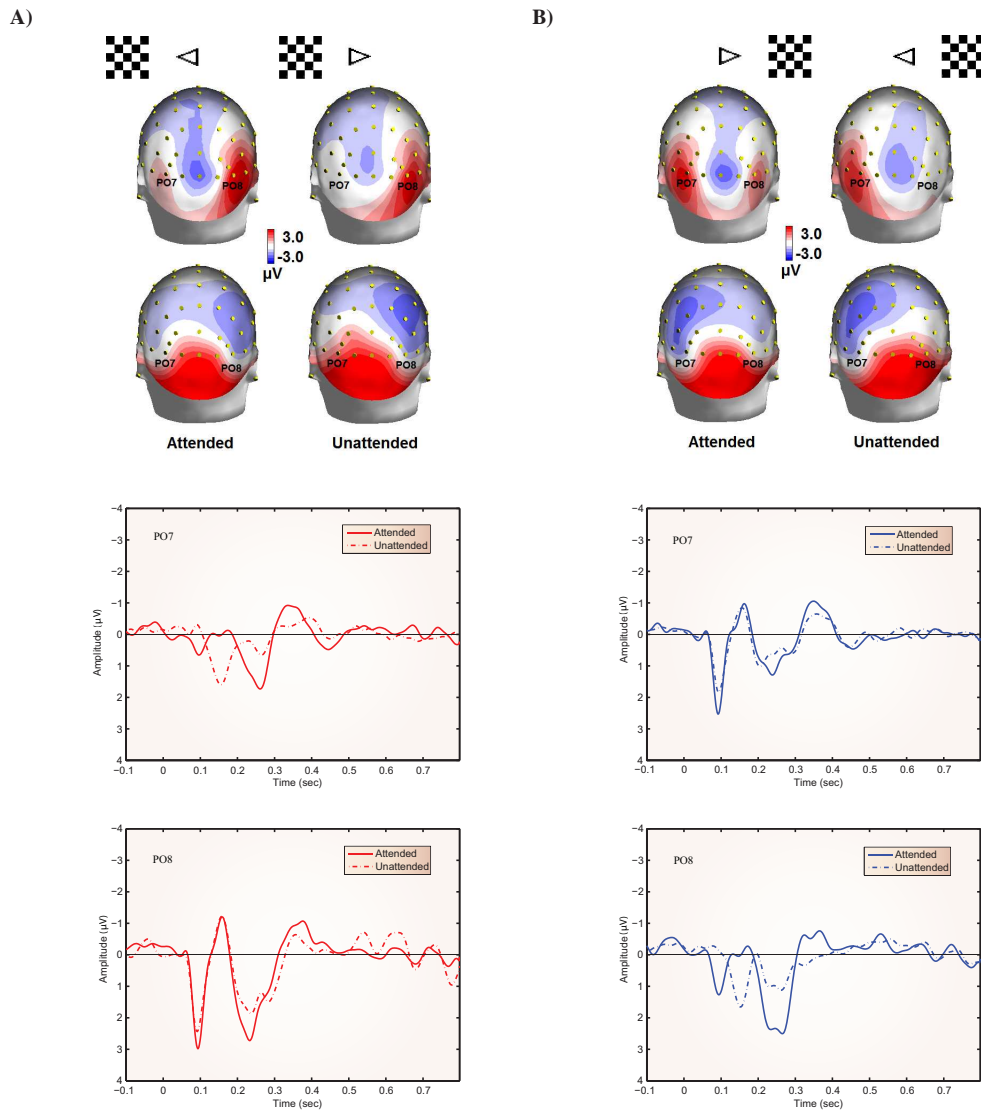 A)
B)
PO7 PO8 PO7 PO8
PO7 PO8 PO7 PO8
3.0
-3.0
µV
3.0
-3.0
µV
PO7 PO8 PO7 PO8
PO7 PO8 PO7 PO8
Attended Unattended
Attended Unattended
PO7
Attended
Unattended
Amplitude (µV)
−4
−3
−2
−1
0
1
2
3
4
−0.1 0 0.1 0.2 0.3 0.4 0.5 0.6 0.7
Time (sec)
PO7
Attended
Unattended
Amplitude (µV)
−4
−3
−2
−1
0
1
2
3
4
−0.1 0 0.1 0.2 0.3 0.4 0.5 0.6 0.7
Time (sec)
PO8
Attended
Unattended
Amplitude (µV)
−4
−3
−2
−1
0
1
2
3
4
−0.1 0 0.1 0.2 0.3 0.4 0.5 0.6 0.7
Time (sec)
PO8
Attended
Unattended
Amplitude (µV)
−4
−3
−2
−1
0
1
2
3
4
−0.1 0 0.1 0.2 0.3 0.4 0.5 0.6 0.7
Time (sec)